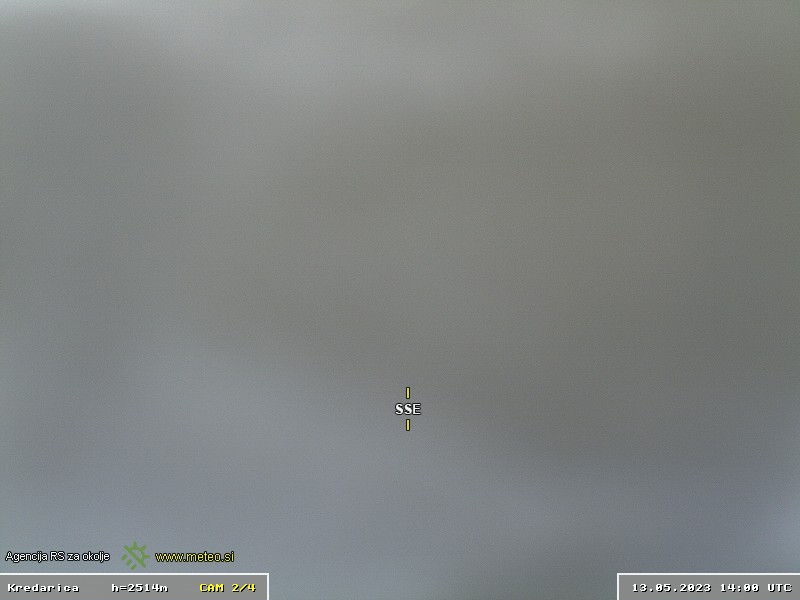 SSE
Agencija RS za okolje www.meteo.si
Kredarica h=2514m CAM 2/4 13.05.2023 14:00 UTC